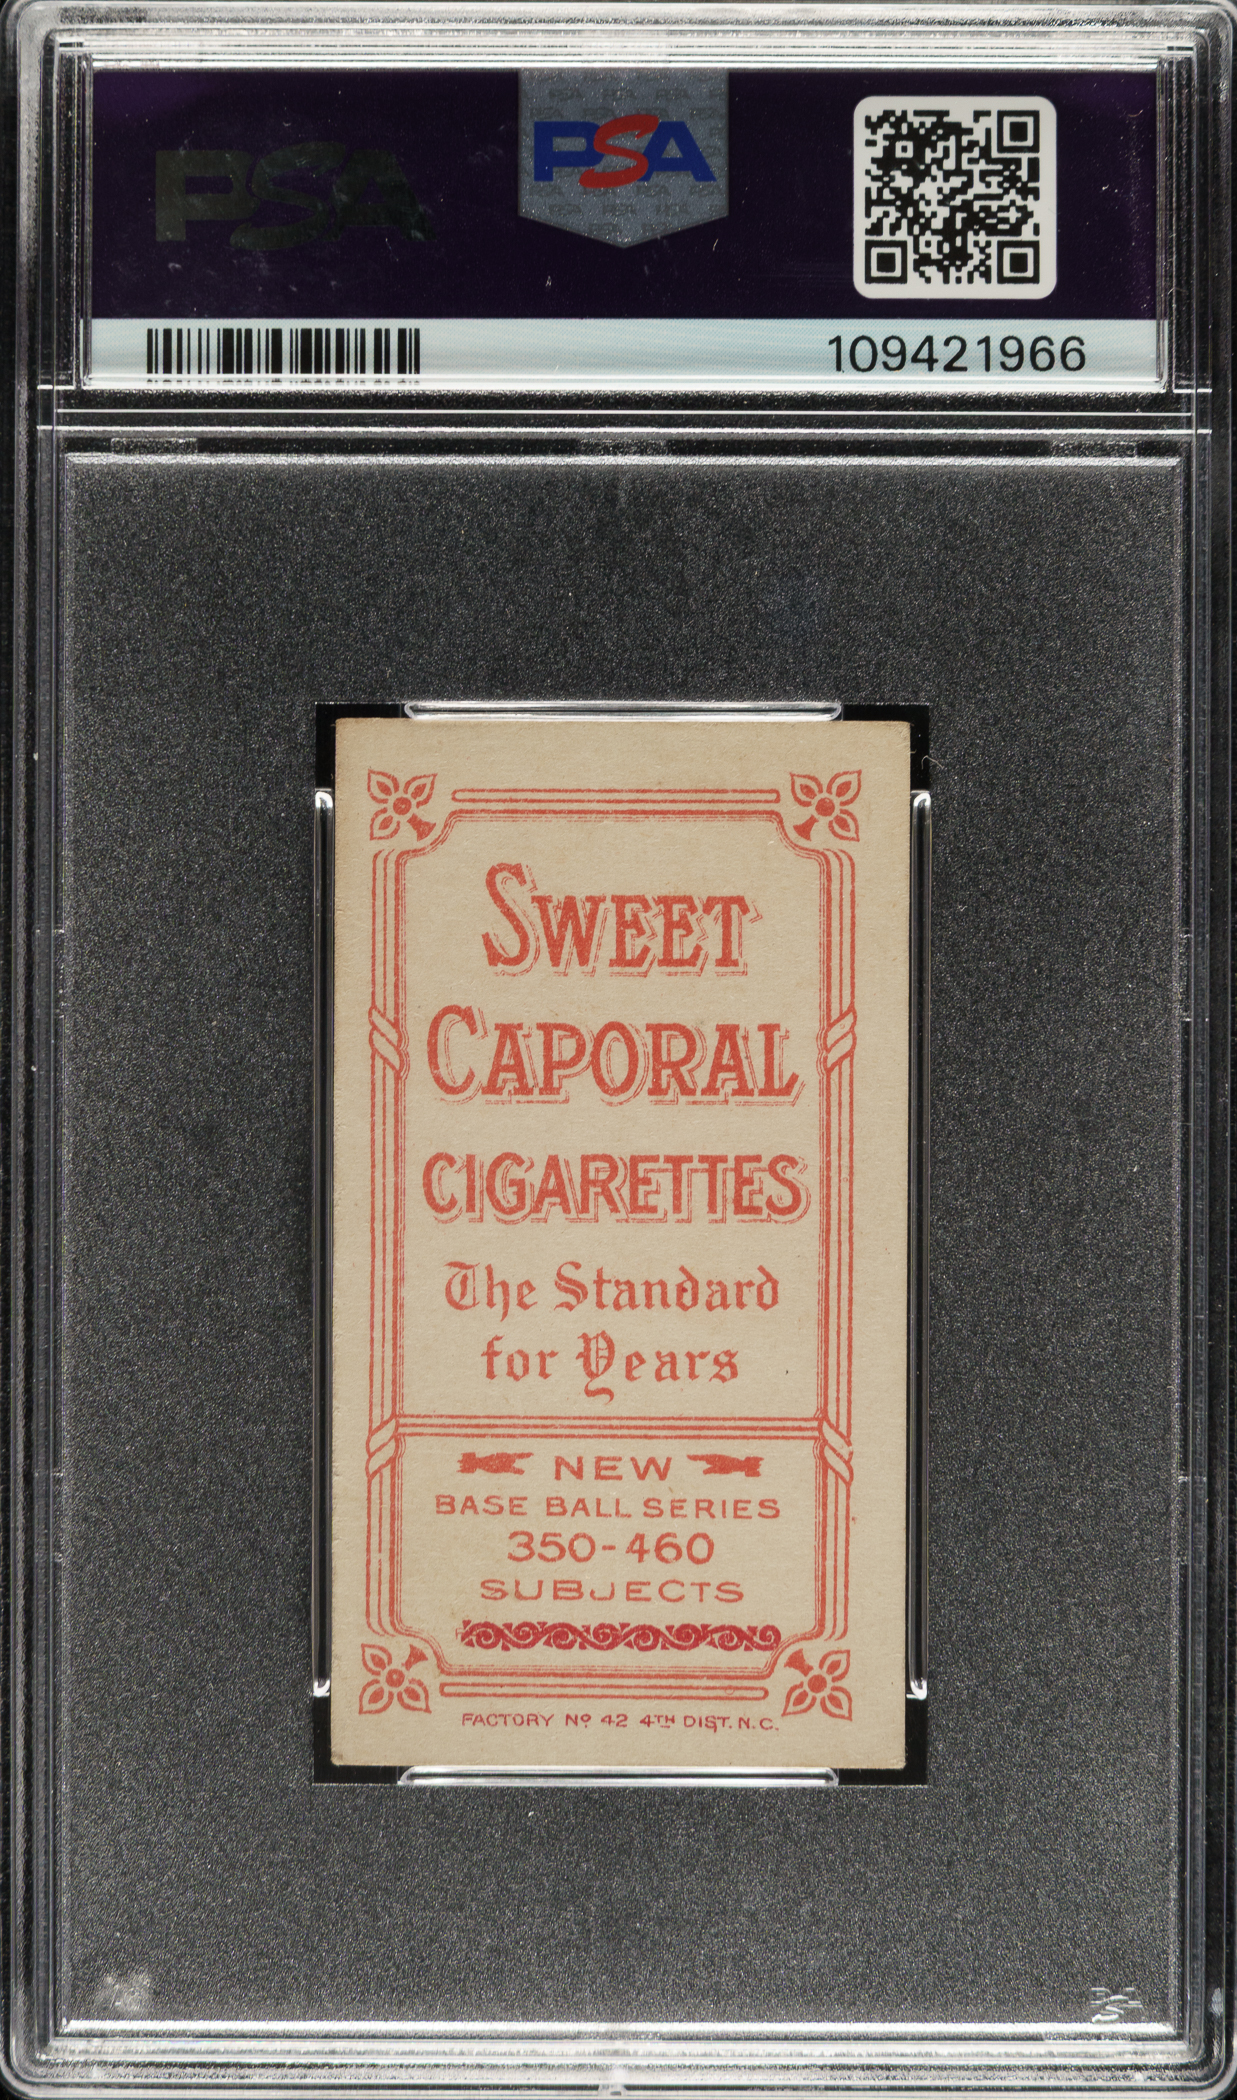 PSA
PSA
109421966
SWEET
CAPORAL
CIGARETTES
The Standard
for Years
NEW
BASE BALL SERIES
350-460
SUBJECTS
FACTORY Nº 42 4TH DIST. N.C.